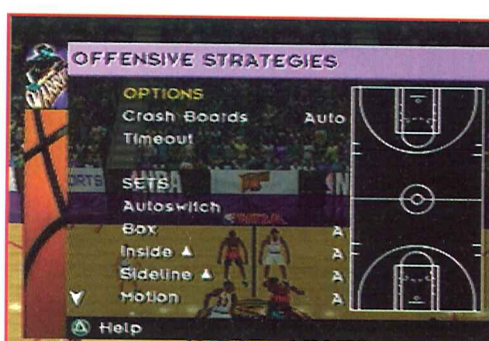 OFFENSIVE STRATEGIES
OPTIONS
Crash Boards Auto
Timeout
SETS
Autoswitch
Box A
Inside ▲ A
Sideline ▲ A
Motion A
Help